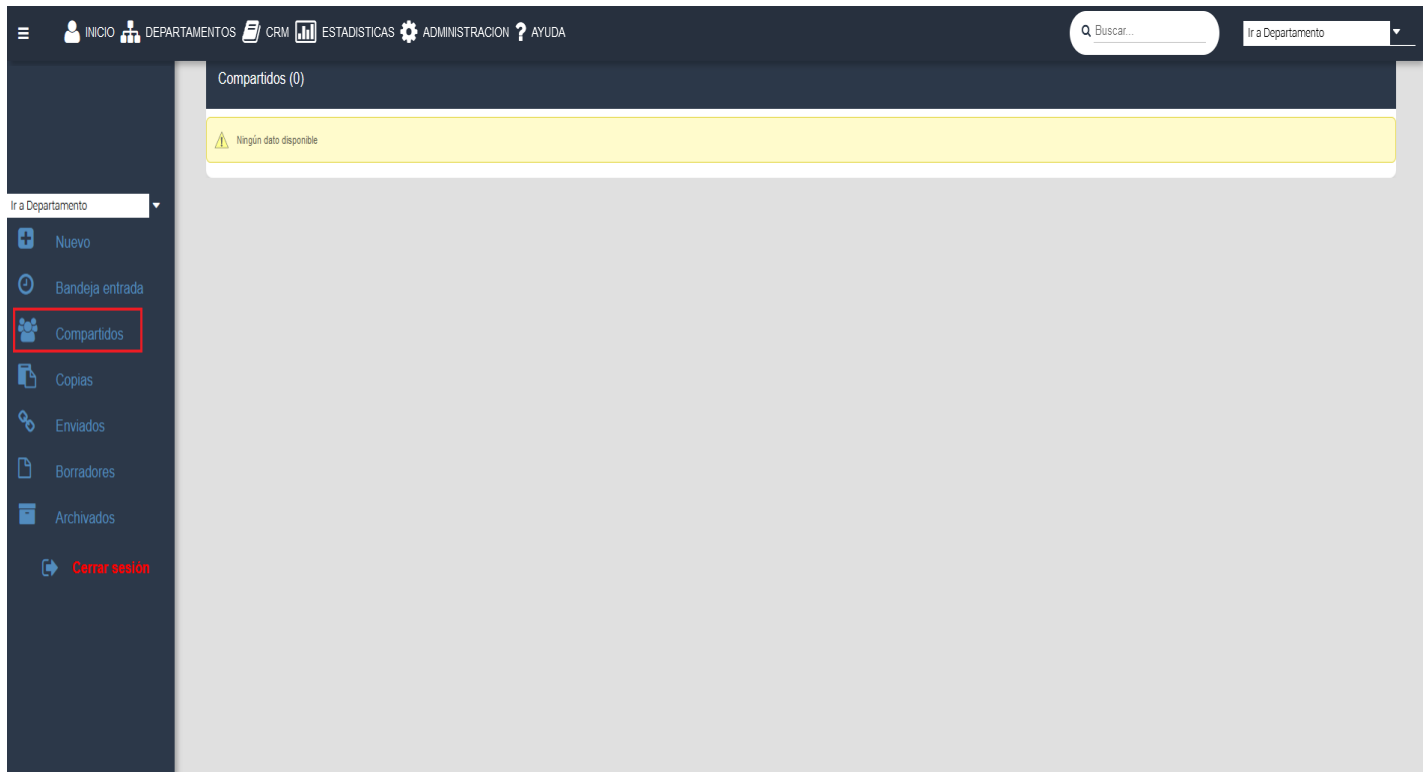 INICIO DEPARTAMENTOS CRM ESTADISTICAS ADMINISTRACION ? AYUDA Buscar... Ir a Departamento
Compartidos (0)
Ningún dato disponible
Ir a Departamento
Nuevo
Bandeja entrada
Compartidos
Copias
Enviados
Borradores
Archivados
Cerrar sesión